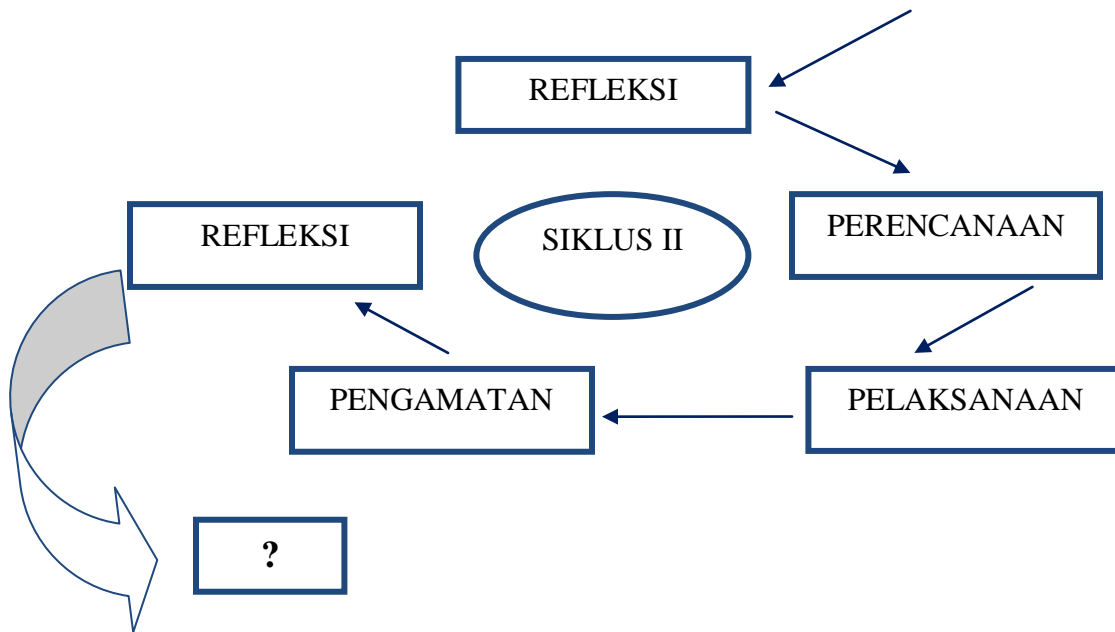 REFLEKSI
PERENCANAAN
REFLEKSI
SIKLUS II
PENGAMATAN
PELAKSANAAN
?